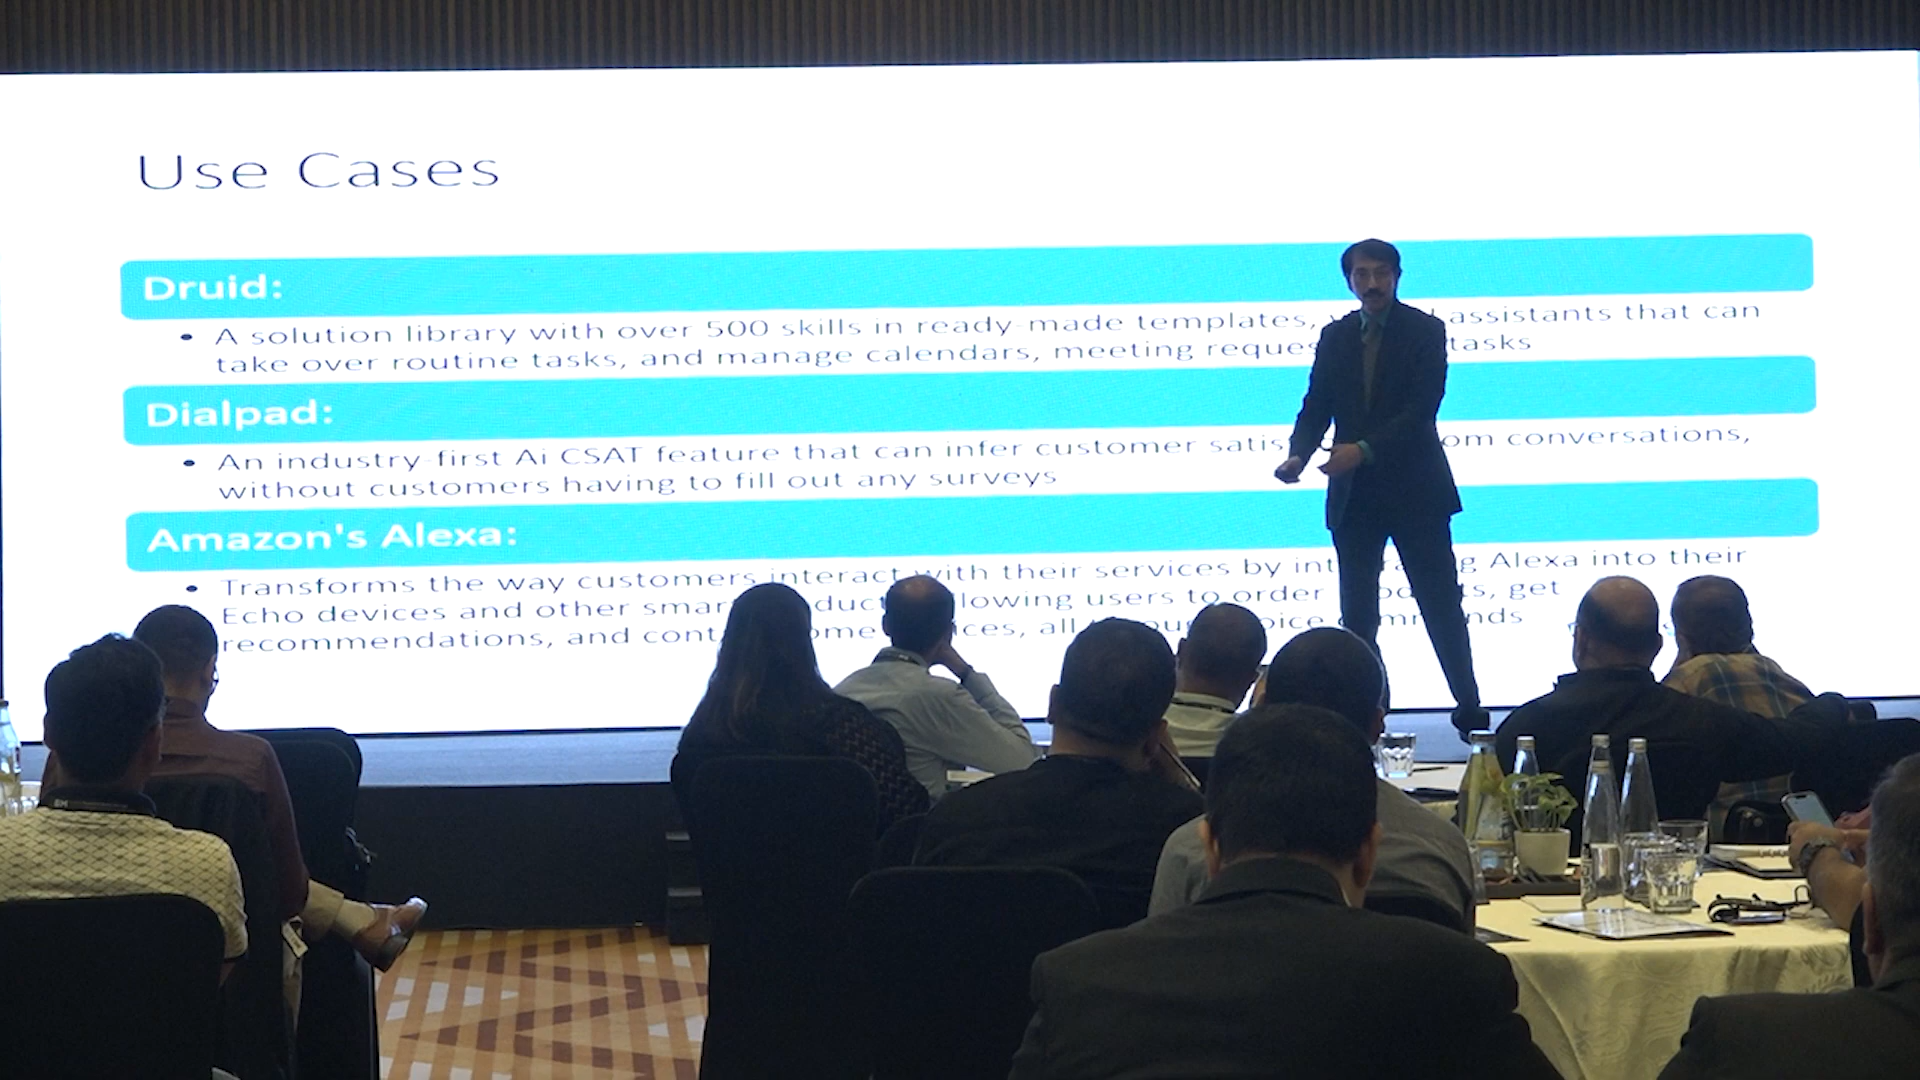 Use Cases
Druid:
• A solution library with over 500 skills in ready-made templates, assistants that can
take over routine tasks, and manage calendars, meeting tasks
Dialpad:
• An industry-first Ai CSAT feature that can infer customer conversations,
without customers having to fill out any surveys
Amazon's Alexa:
• Transforms the way customers interact with their services by Alexa into their
Echo devices and other users to order get
recommendations, and